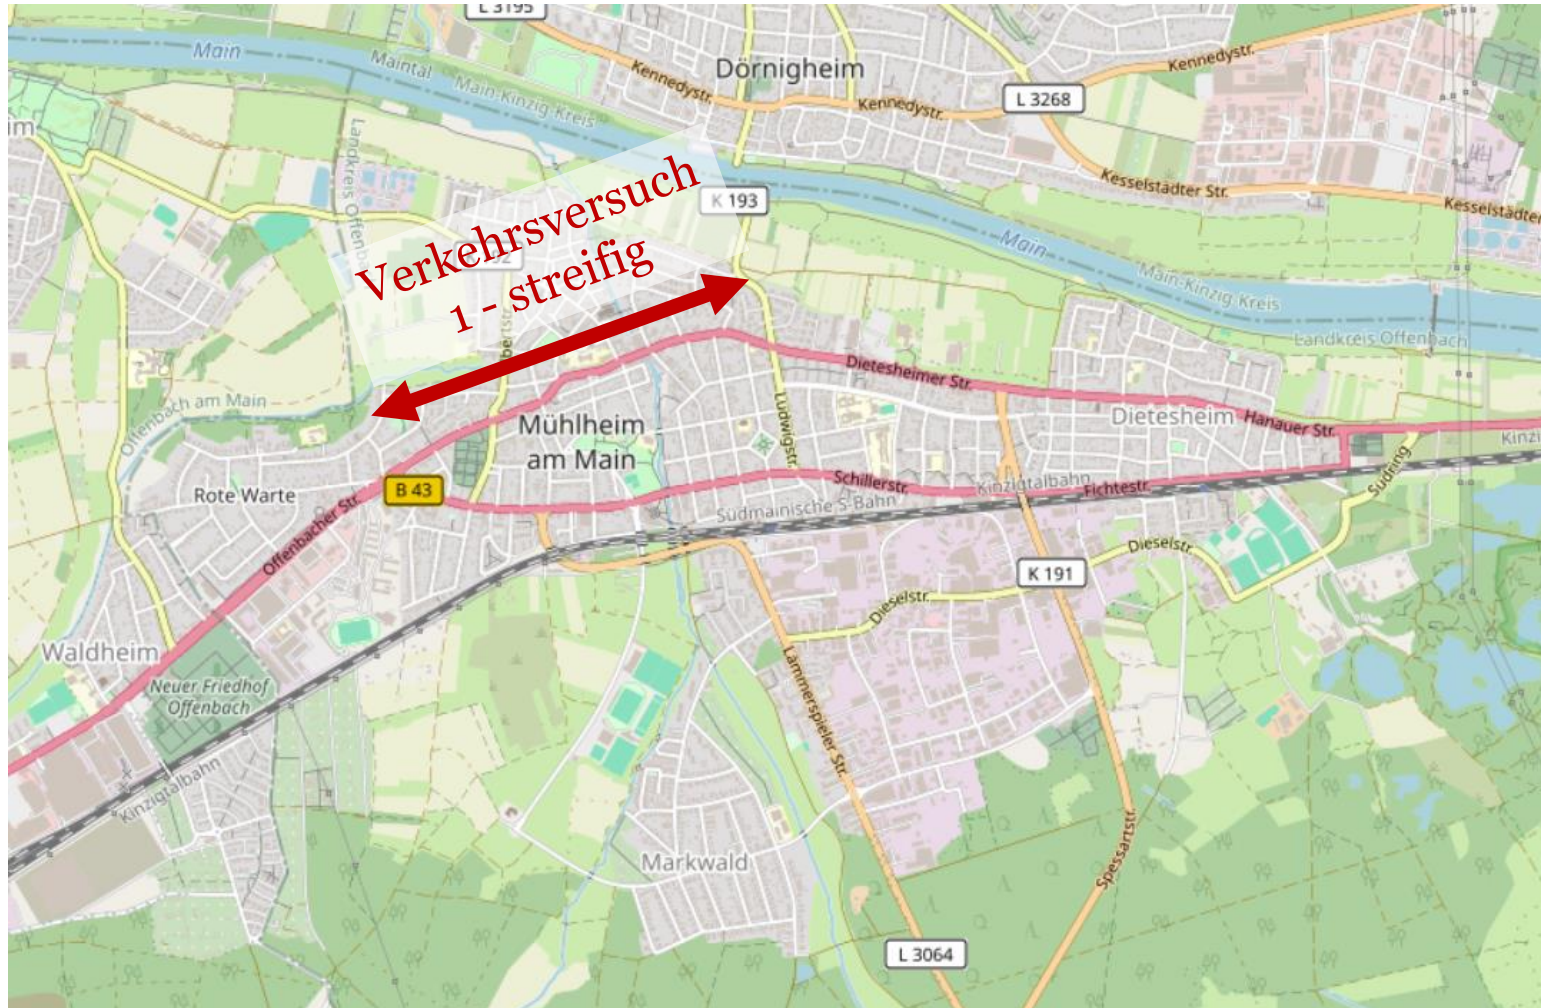 L 3195
Main
Maintal
Main-Kinzig-Kreis
Kennedystr.
Dörnigheim
Kennedystr.
Kennedystr.
L 3268
Kesselstädter Str.
Kesselstädter
Landkreis Offenb
K 193
Verkehrsversuch
1 - streifig
Main
Main-Kinzig Kreis
Landkreis Offenbach
Offenbach am Main
Dietesheimer Str.
Dietesheim
Hanauer Str.
Kinzi
Mühlheim
am Main
Ludwigstr.
Rote Warte
B 43
Offenbacher Str.
Schillerstr.
Kinzigtalbahn
Fichtestr.
Südmainische S-Bahn
Südring
Dieselstr.
K 191
Dieselstr.
Waldheim
Neuer Friedhof
Offenbach
Lämmerspieler Str.
Kinzigtalbahn
Markwald
Spessartstr.
L 3064